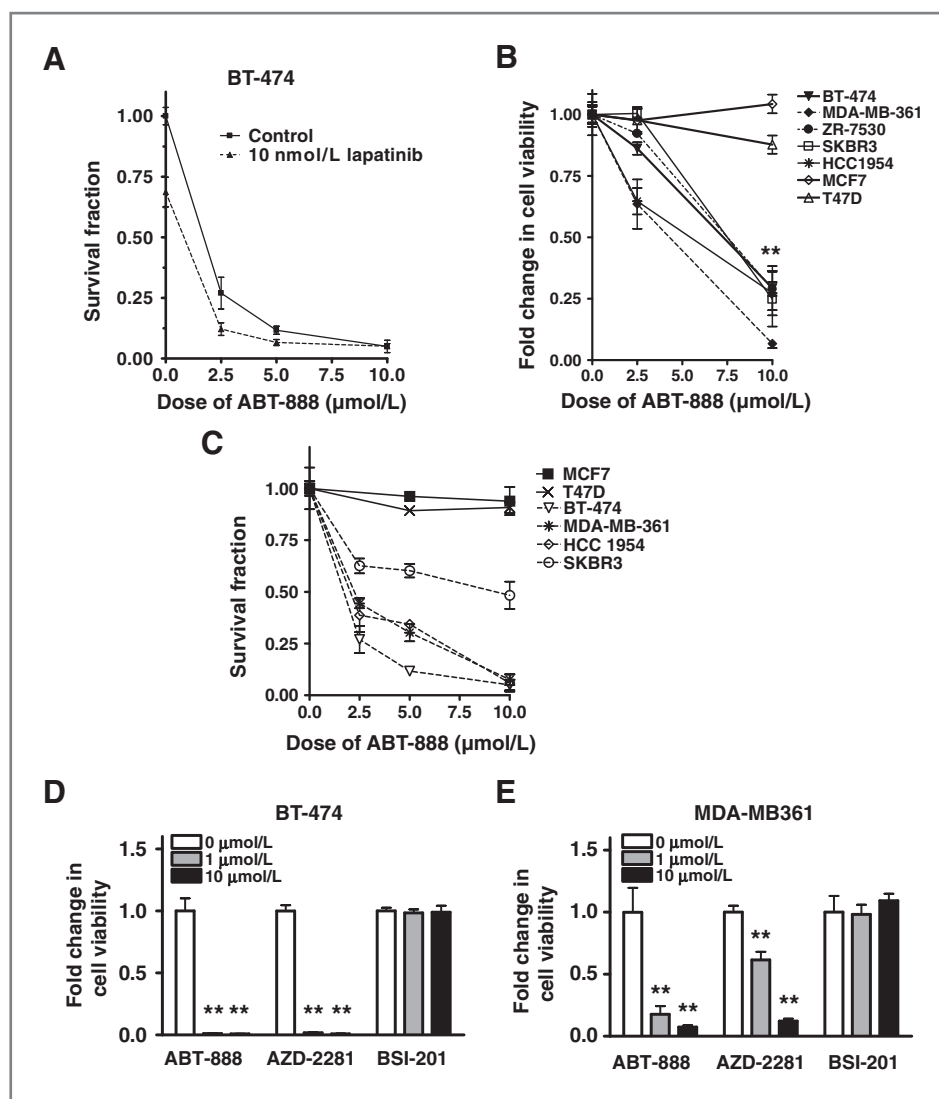 A
BT-474
Survival fraction
1.00
0.75
0.50
0.25
0.00
0.0 2.5 5.0 7.5 10.0
Dose of ABT-888 (μmol/L)
Control
10 nmol/L lapatinib
B
Fold change in cell viability
1.00
0.75
0.50
0.25
0.00
0.0 2.5 5.0 7.5 10.0
Dose of ABT-888 (μmol/L)
**
BT-474
MDA-MB-361
ZR-7530
SKBR3
HCC1954
MCF7
T47D
C
Survival fraction
1.00
0.75
0.50
0.25
0.00
0.0 2.5 5.0 7.5 10.0
Dose of ABT-888 (μmol/L)
MCF7
T47D
BT-474
MDA-MB-361
HCC 1954
SKBR3
D
BT-474
0 μmol/L
1 μmol/L
10 μmol/L
Fold change in
cell viability
1.5
1.0
0.5
0.0
** ** ** **
ABT-888 AZD-2281 BSI-201
E
MDA-MB361
0 μmol/L
1 μmol/L
10 μmol/L
Fold change in
cell viability
1.5
1.0
0.5
0.0
** ** ** **
ABT-888 AZD-2281 BSI-201